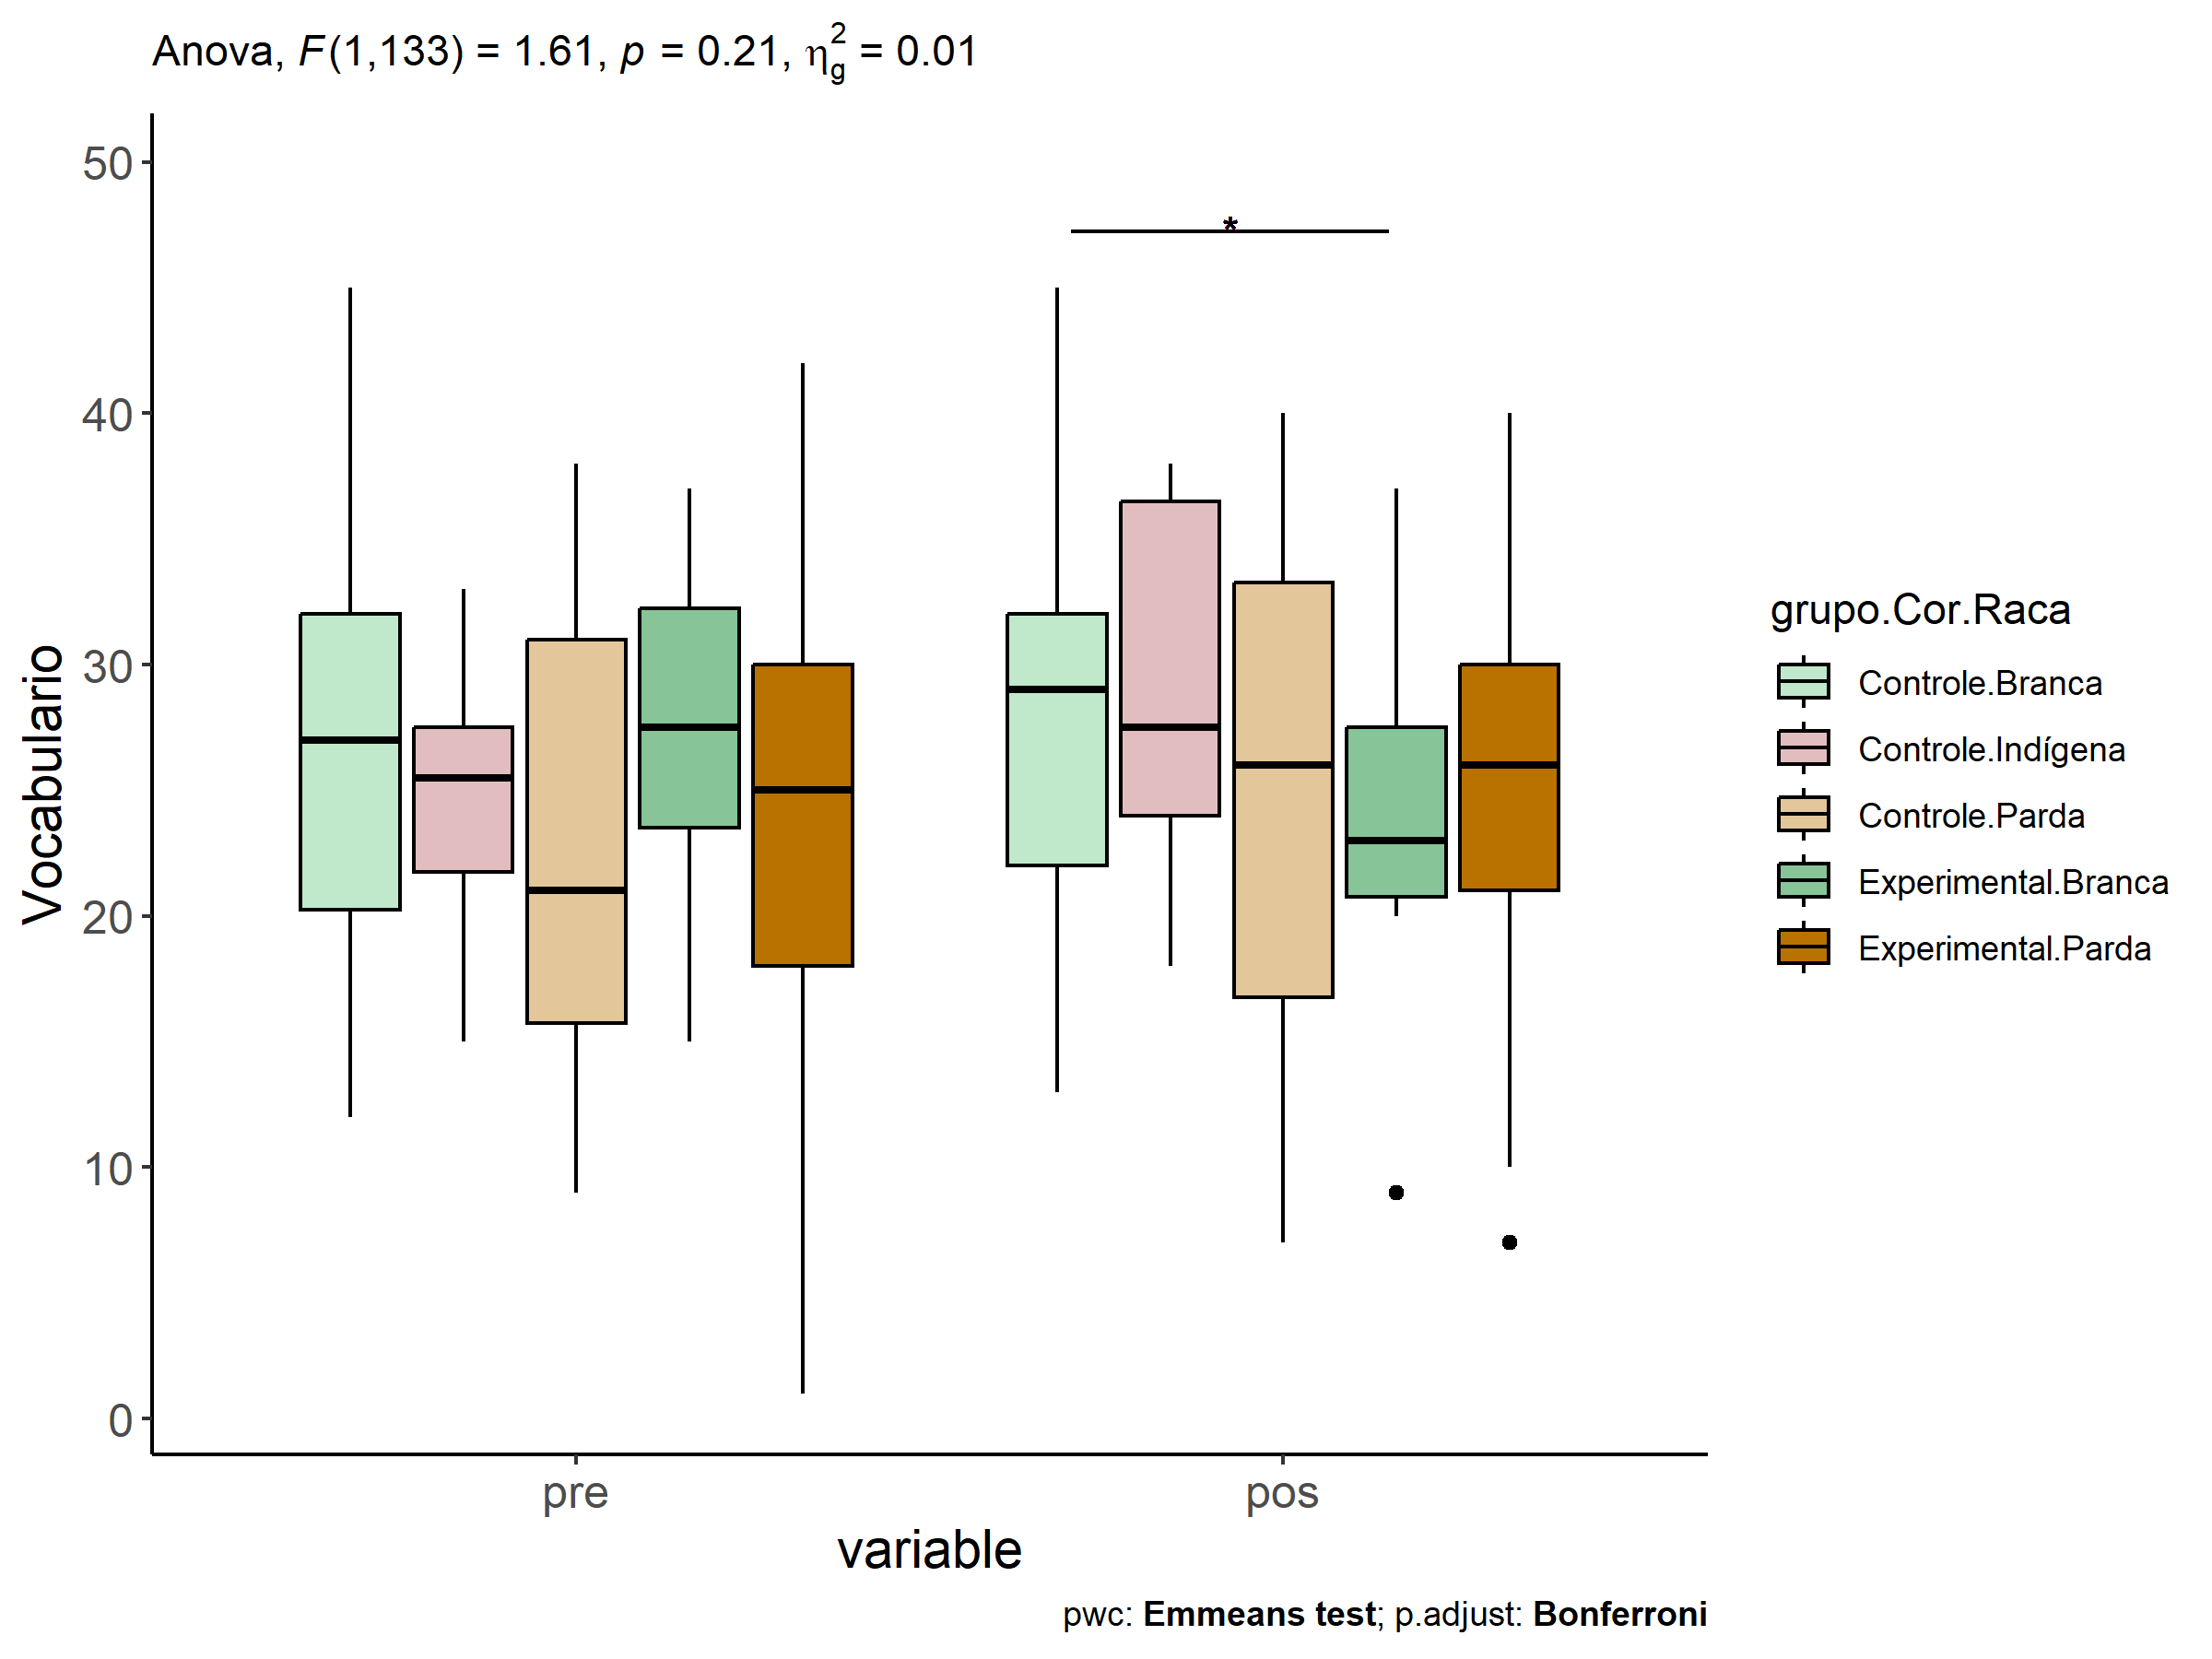 Anova, F(1,133) = 1.61, p = 0.21, η²g = 0.01
50
40
30
20
10
0
Vocabulario
*
pre
pos
variable
grupo.Cor.Raca
Controle.Branca
Controle.Indígena
Controle.Parda
Experimental.Branca
Experimental.Parda
pwc: Emmeans test; p.adjust: Bonferroni